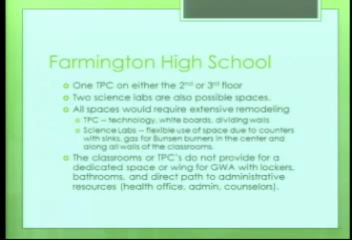 Farmington High School
One TPC on either the 2nd or 3rd floor
Two science labs are also possible spaces.
All spaces would require extensive remodeling
TPC – technology, white boards, dividing walls
Science Labs – flexible use of space due to counters
with sinks, gas for Bunsen burners in the center and
along all walls of the classrooms.
The classrooms or TPC's do not provide for a
dedicated space or wing for GWA with lockers,
bathrooms, and direct path to administrative
resources (health office, admin, counselors).